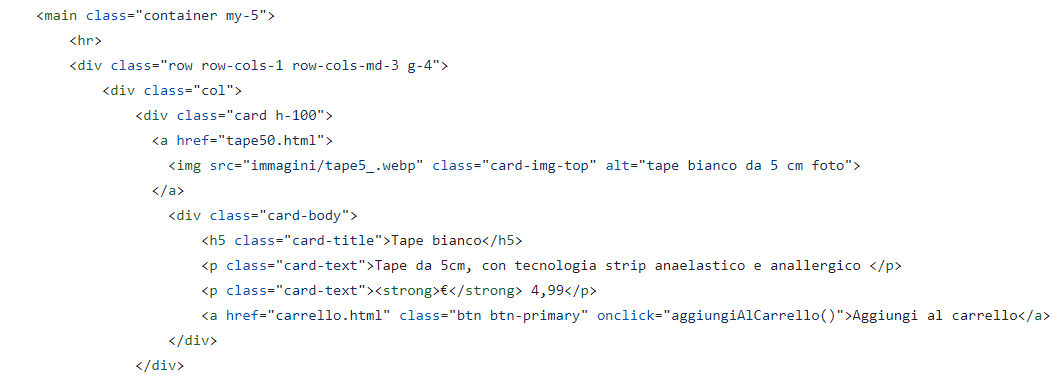 <main class="container my-5">
<hr>
<div class="row row-cols-1 row-cols-md-3 g-4">
<div class="col">
<div class="card h-100">
<a href="tape50.html">
<img src="immagini/tape5_.webp" class="card-img-top" alt="tape bianco da 5 cm foto">
</a>
<div class="card-body">
<h5 class="card-title">Tape bianco</h5>
<p class="card-text">Tape da 5cm, con tecnologia strip anaelastico e anallergico </p>
<p class="card-text"><strong>€</strong> 4,99</p>
<a href="carrello.html" class="btn btn-primary" onclick="aggiungiAlCarrello()">Aggiungi al carrello</a>
</div>
</div>